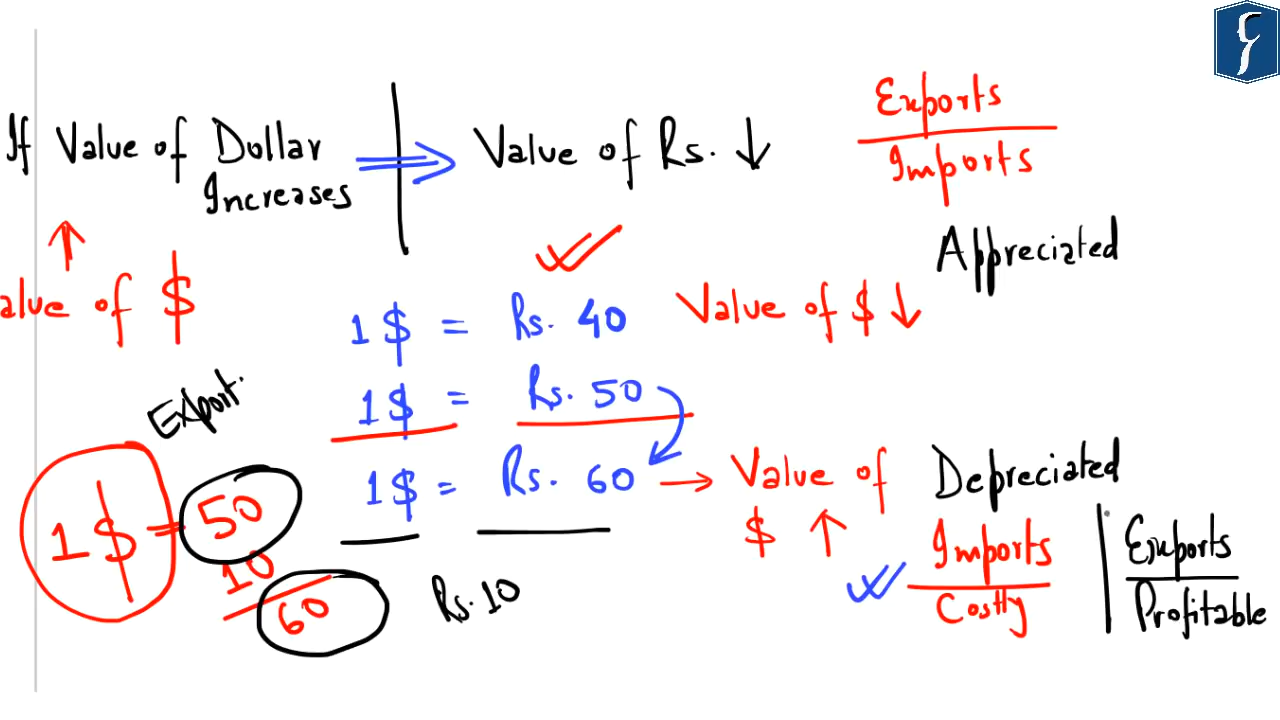 If Value of Dollar Increases ⇒ Value of Rs. ↓
Exports
Imports
Appreciated
alue of $
1 $ = Rs. 40
Value of $ ↓
1 $ = Rs. 50
1 $ = Rs. 60 → Value of $ ↑
Depreciated
Imports
Costly
Exports
Profitable
Export.
1 $ = 50
10
60
Rs. 10